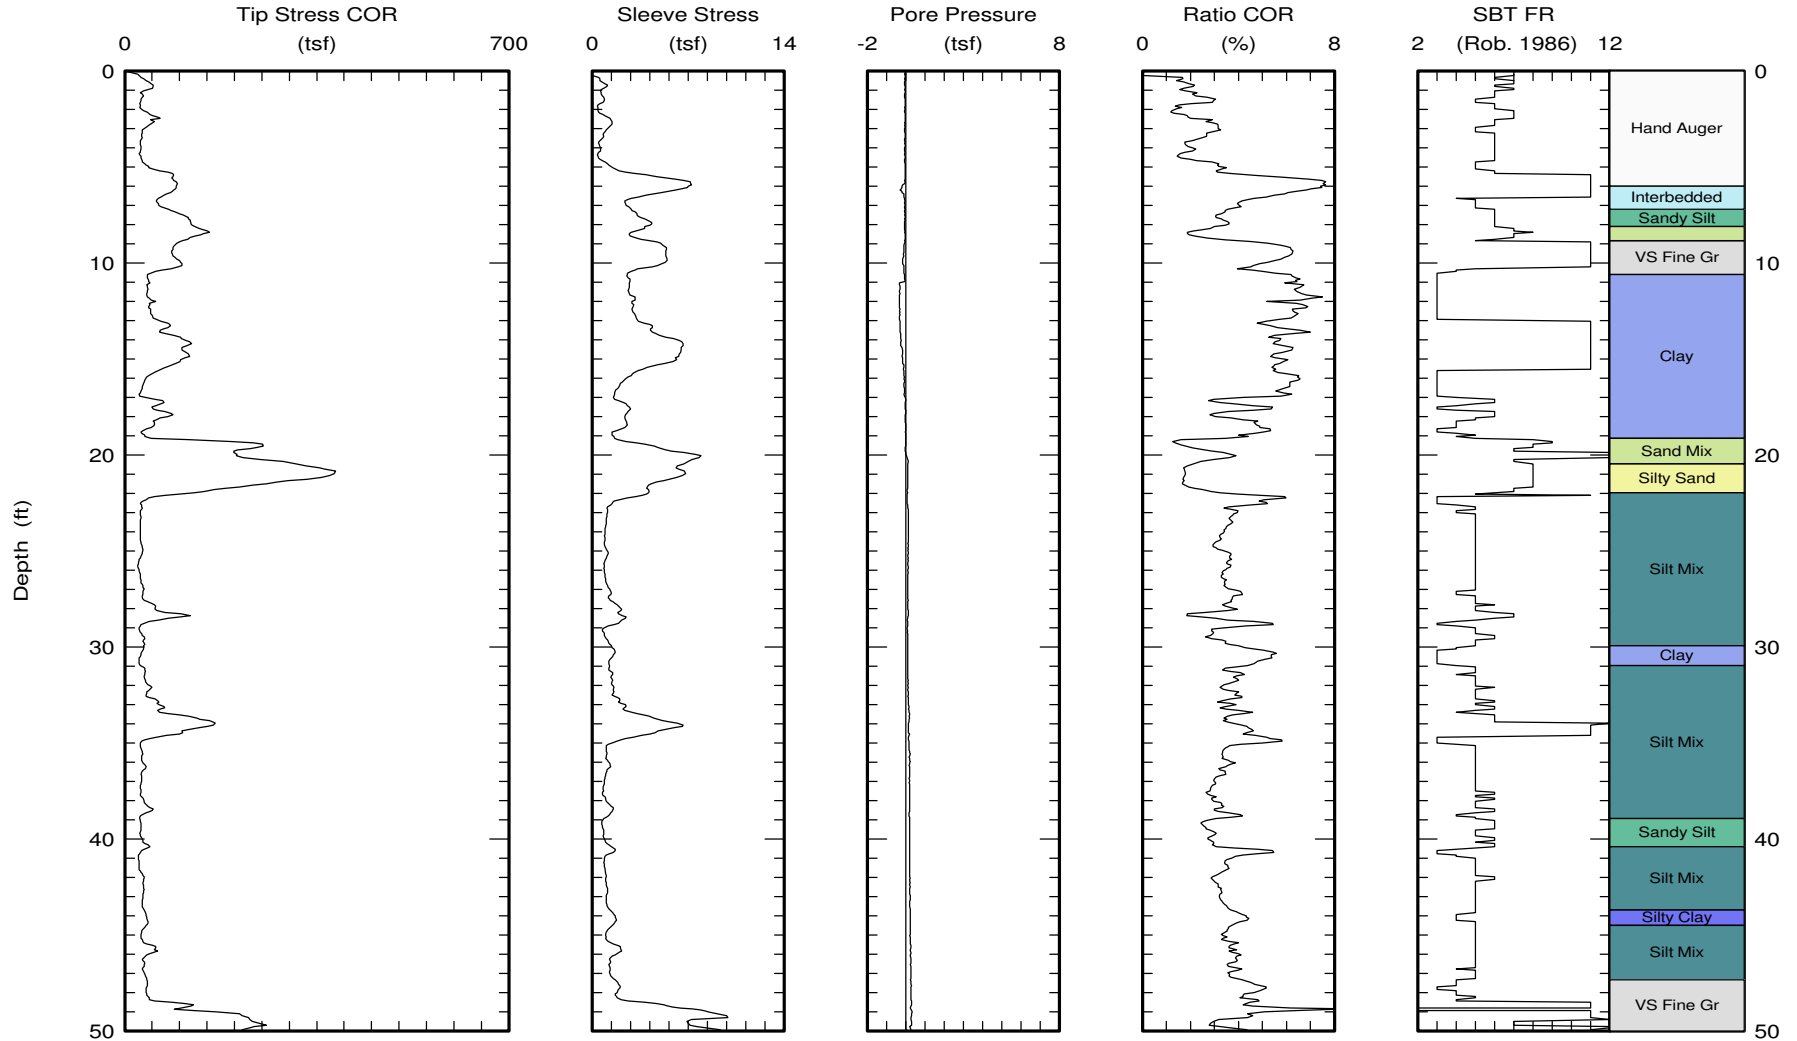 Tip Stress COR Sleeve Stress Pore Pressure Ratio COR SBT FR
0 (tsf) 700 0 (tsf) 14 -2 (tsf) 8 0 (%) 8 2 (Rob. 1986) 12
0 0
Hand Auger
Interbedded
Sandy Silt
10 VS Fine Gr 10
Clay
20 Sand Mix 20
Silty Sand
Depth (ft)
Silt Mix
30 Clay 30
Silt Mix
40 Sandy Silt 40
Silt Mix
Silty Clay
Silt Mix
VS Fine Gr
50 50